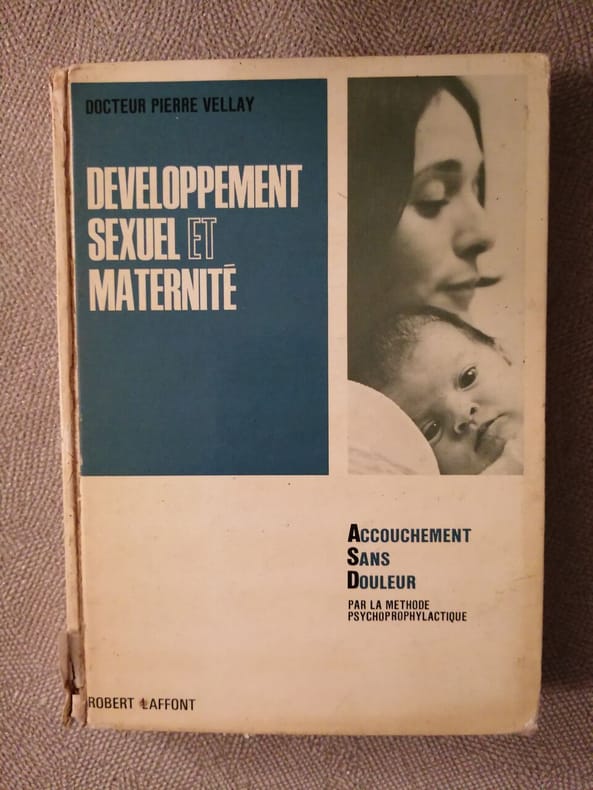 DOCTEUR PIERRE VELLAY
DEVELOPPEMENT
SEXUEL ET
MATERNITÉ
ACCOUCHEMENT
SANS
DOULEUR
PAR LA METHODE
PSYCHOPROPHYLACTIQUE
ROBERT LAFFONT